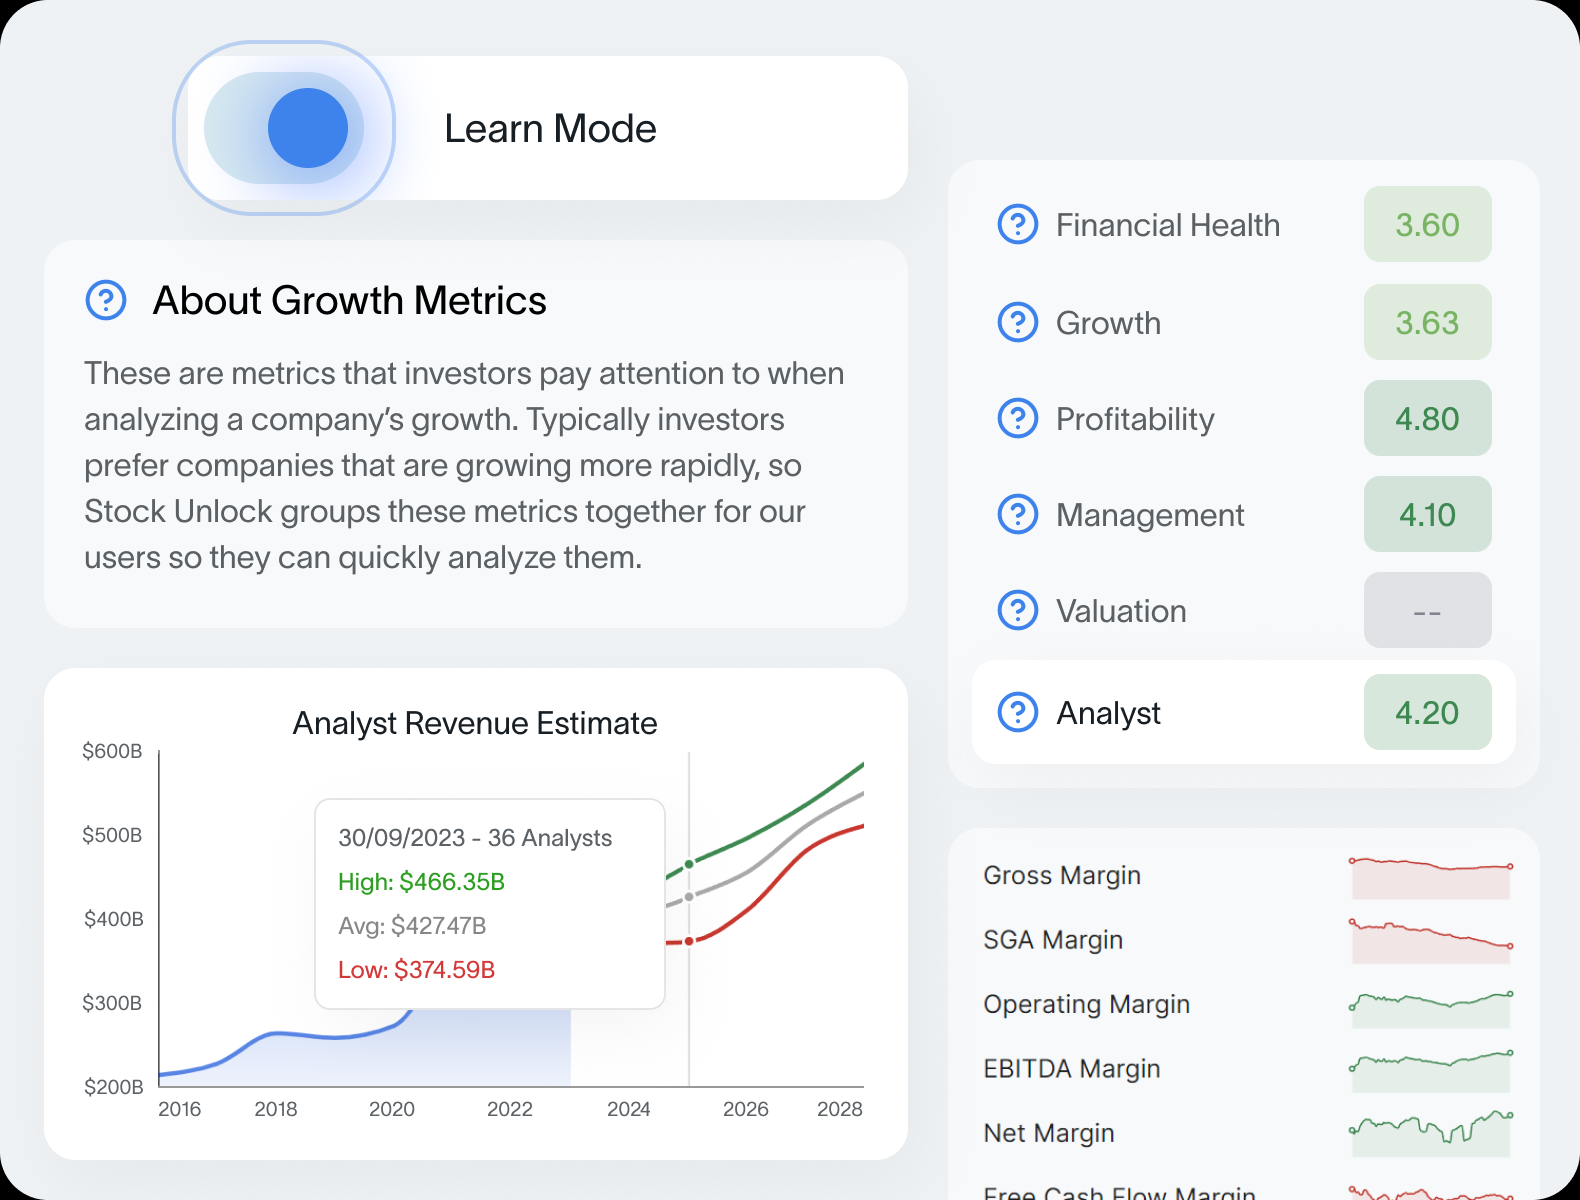 Learn Mode
About Growth Metrics
These are metrics that investors pay attention to when
analyzing a company’s growth. Typically investors
prefer companies that are growing more rapidly, so
Stock Unlock groups these metrics together for our
users so they can quickly analyze them.
Analyst Revenue Estimate
$600B
$500B
$400B
$300B
$200B
30/09/2023 - 36 Analysts
High: $466.35B
Avg: $427.47B
Low: $374.59B
2016 2018 2020 2022 2024 2026 2028
Financial Health 3.60
Growth 3.63
Profitability 4.80
Management 4.10
Valuation --
Analyst 4.20
Gross Margin
SGA Margin
Operating Margin
EBITDA Margin
Net Margin
Free Cash Flow Margin